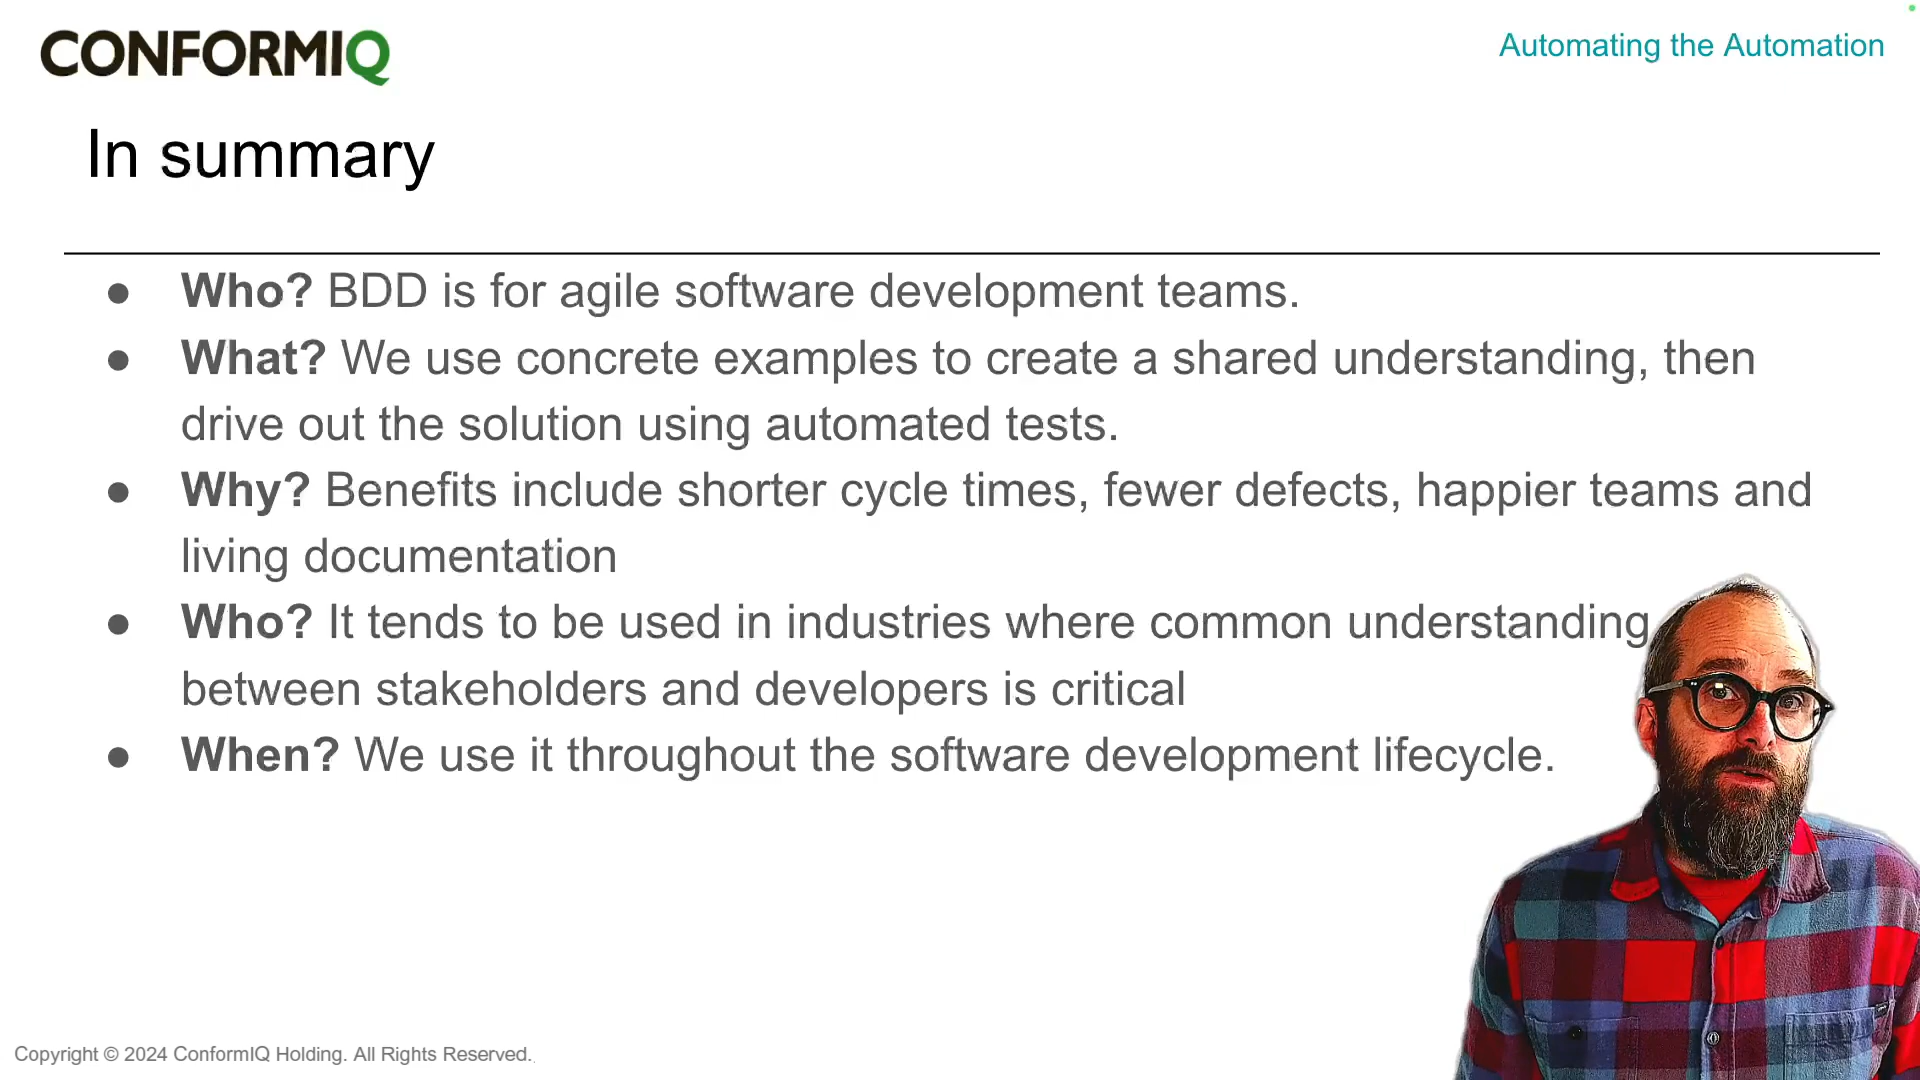 CONFORMIQ
Automating the Automation
In summary
● Who? BDD is for agile software development teams.
● What? We use concrete examples to create a shared understanding, then
drive out the solution using automated tests.
● Why? Benefits include shorter cycle times, fewer defects, happier teams and
living documentation
● Who? It tends to be used in industries where common understanding
between stakeholders and developers is critical
● When? We use it throughout the software development lifecycle.
Copyright © 2024 ConformIQ Holding. All Rights Reserved.